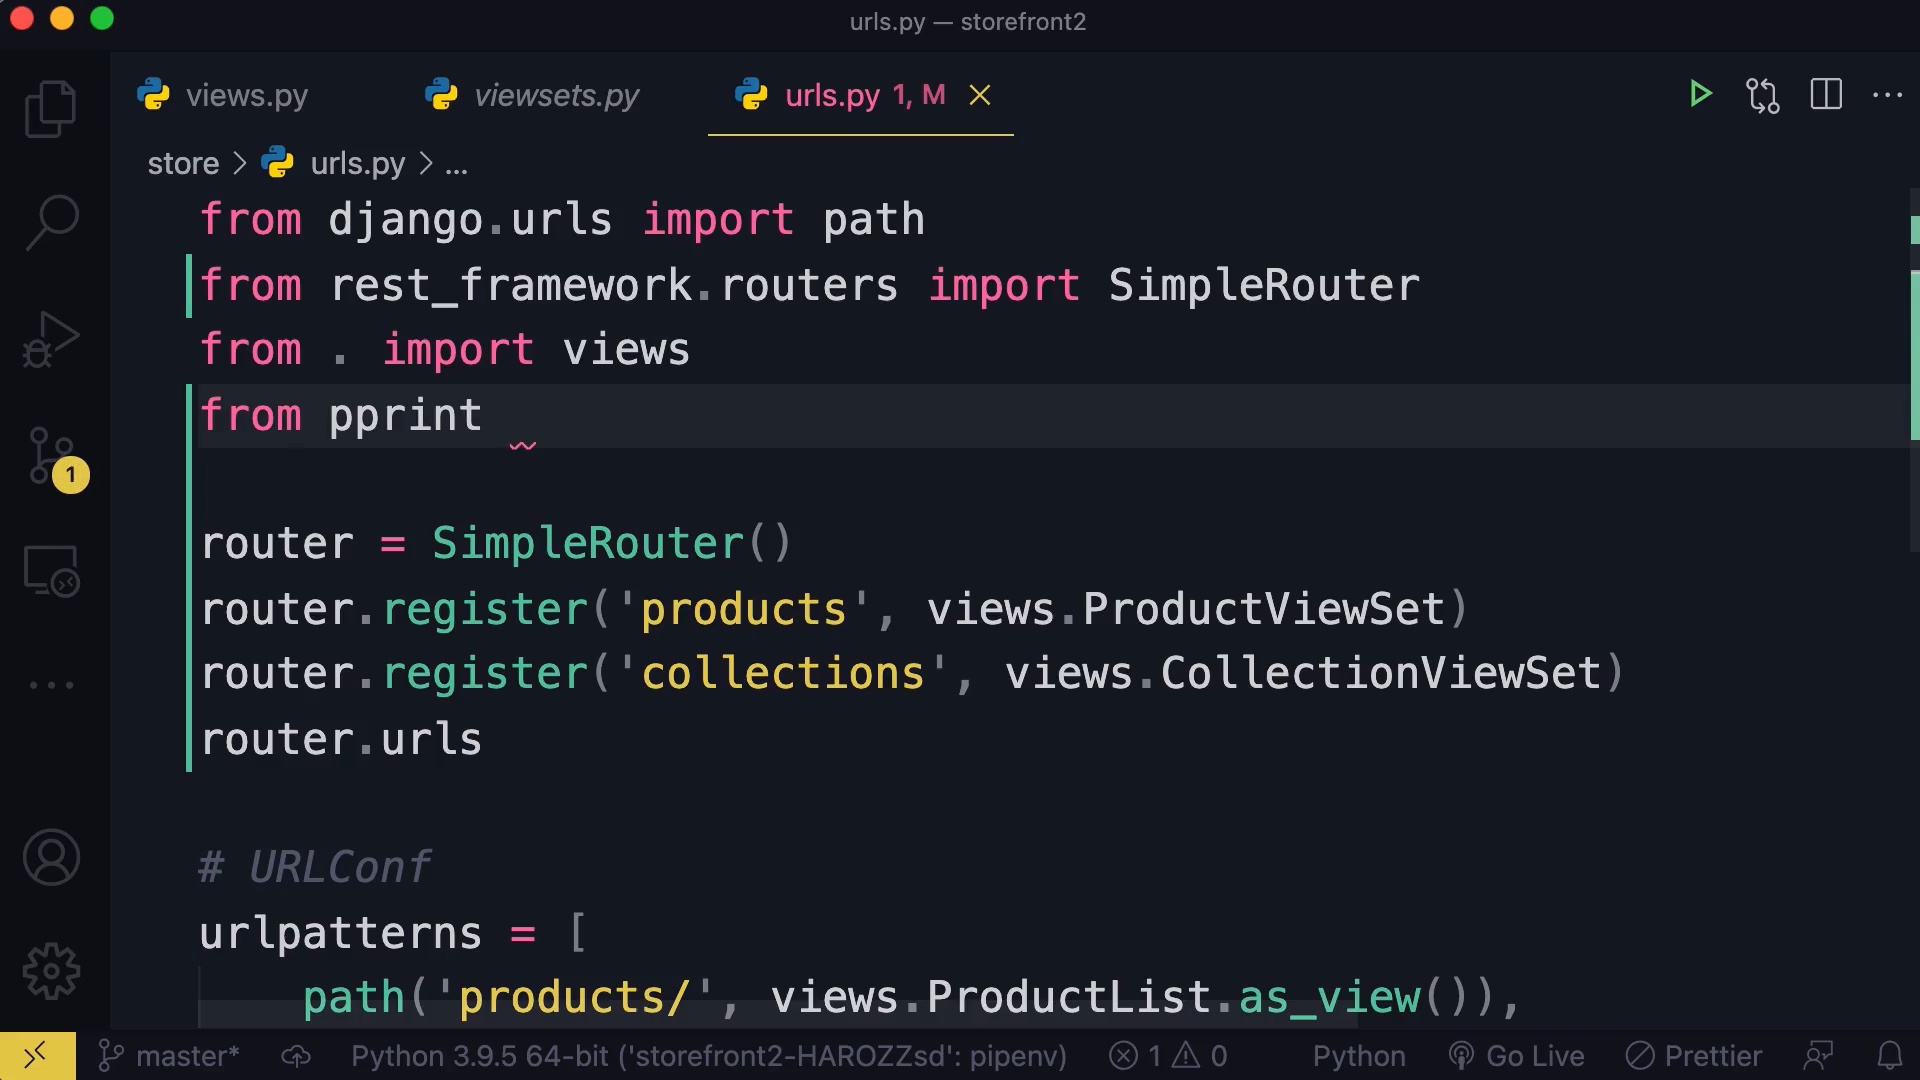 urls.py — storefront2
views.py
viewsets.py
urls.py 1, M
store > urls.py > ...
from django.urls import path
from rest_framework.routers import SimpleRouter
from . import views
from pprint
router = SimpleRouter()
router.register('products', views.ProductViewSet)
router.register('collections', views.CollectionViewSet)
router.urls
# URLConf
urlpatterns = [
path('products/', views.ProductList.as_view()),
1
master*
Python 3.9.5 64-bit ('storefront2-HAROZZsd': pipenv)
1
0
Python
Go Live
Prettier